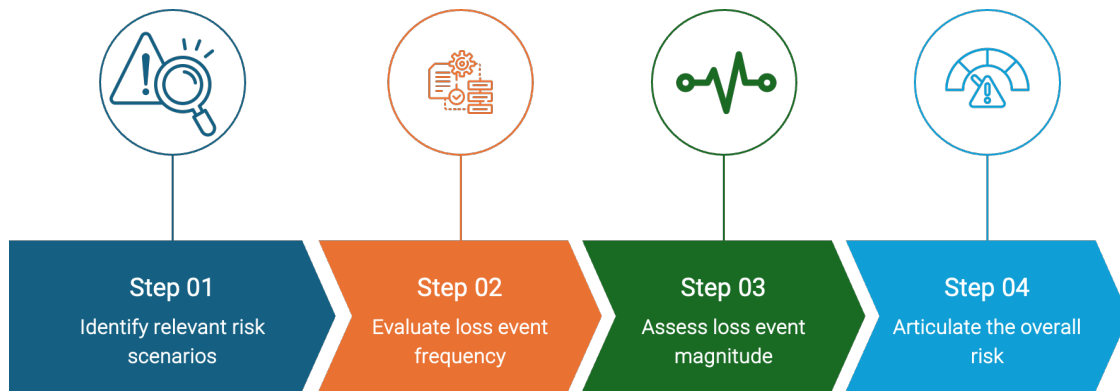 Step 01
Identify relevant risk
scenarios
Step 02
Evaluate loss event
frequency
Step 03
Assess loss event
magnitude
Step 04
Articulate the overall
risk